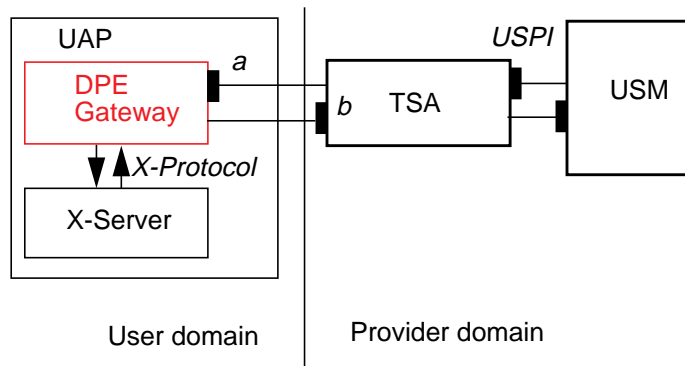 UAP
DPE
Gateway
a
X-Protocol
X-Server
b
TSA
USPI
USM
User domain
Provider domain